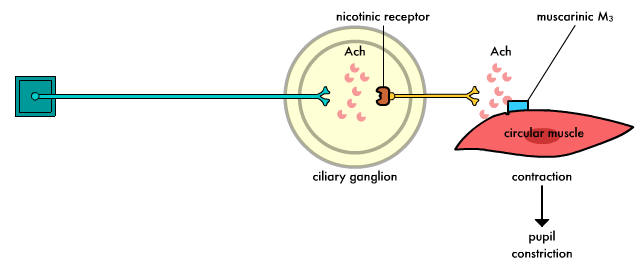 nicotinic receptor
muscarinic M₃
Ach
Ach
circular muscle
ciliary ganglion
contraction
pupil
constriction